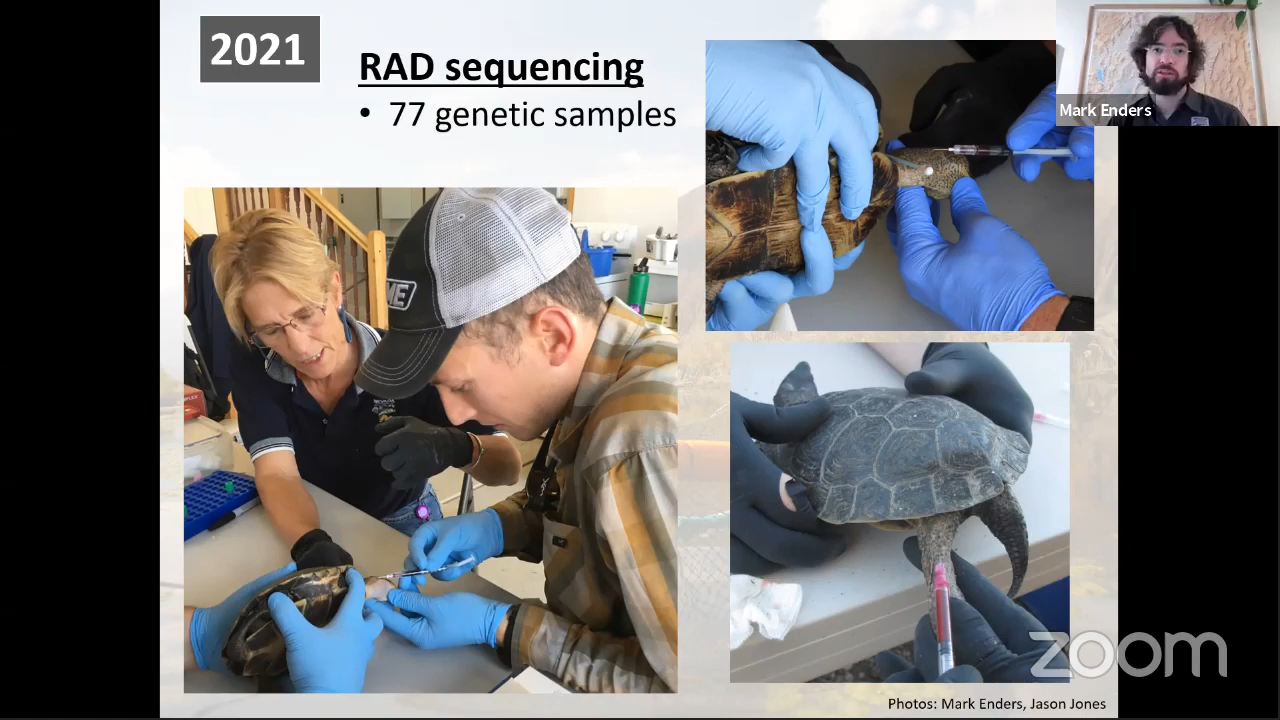 2021
RAD sequencing
• 77 genetic samples
Mark Enders
zoom
Photos: Mark Enders, Jason Jones